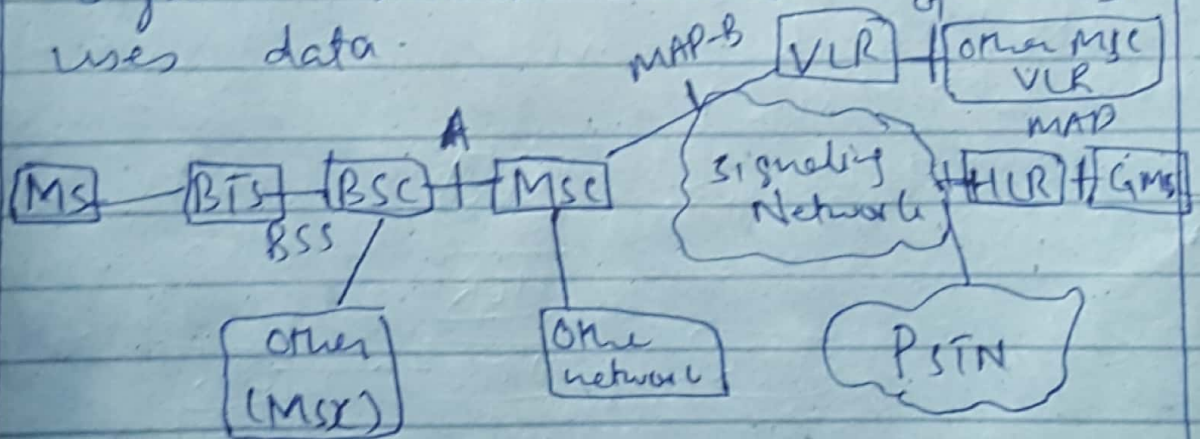 uses data.
MAP-B
VLR
other MSC
VLR
A
MAP
MS
BTS
BSC
MSC
Signaling
Network
HLR
GMS
BSS
Other
(MSX)
Othe
network
PSTN